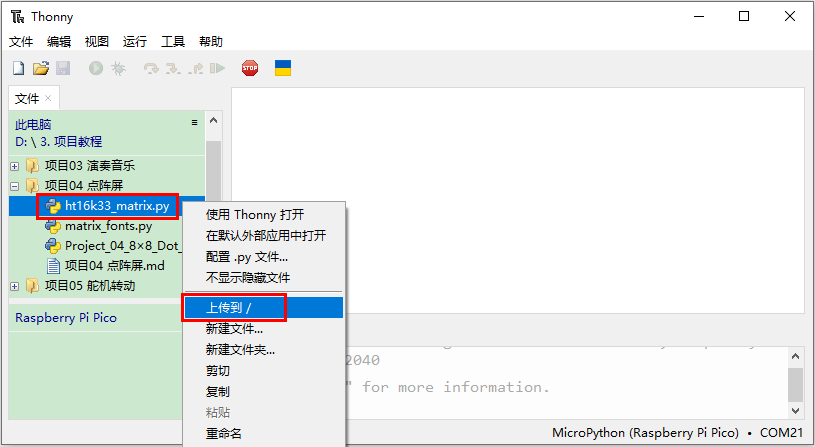 Thonny
文件 编辑 视图 运行 工具 帮助
STOP
文件
此电脑
D: \ 3. 项目教程
项目03 演奏音乐
项目04 点阵屏
ht16k33_matrix.py
matrix_fonts.py
Project_04_8×8_Dot_
项目04 点阵屏.md
项目05 舵机转动
Raspberry Pi Pico
使用 Thonny 打开
在默认外部应用中打开
配置 .py 文件...
不显示隐藏文件
上传到 /
新建文件...
新建文件夹...
剪切
复制
粘贴
重命名
2040
" for more information.
MicroPython (Raspberry Pi Pico) • COM21